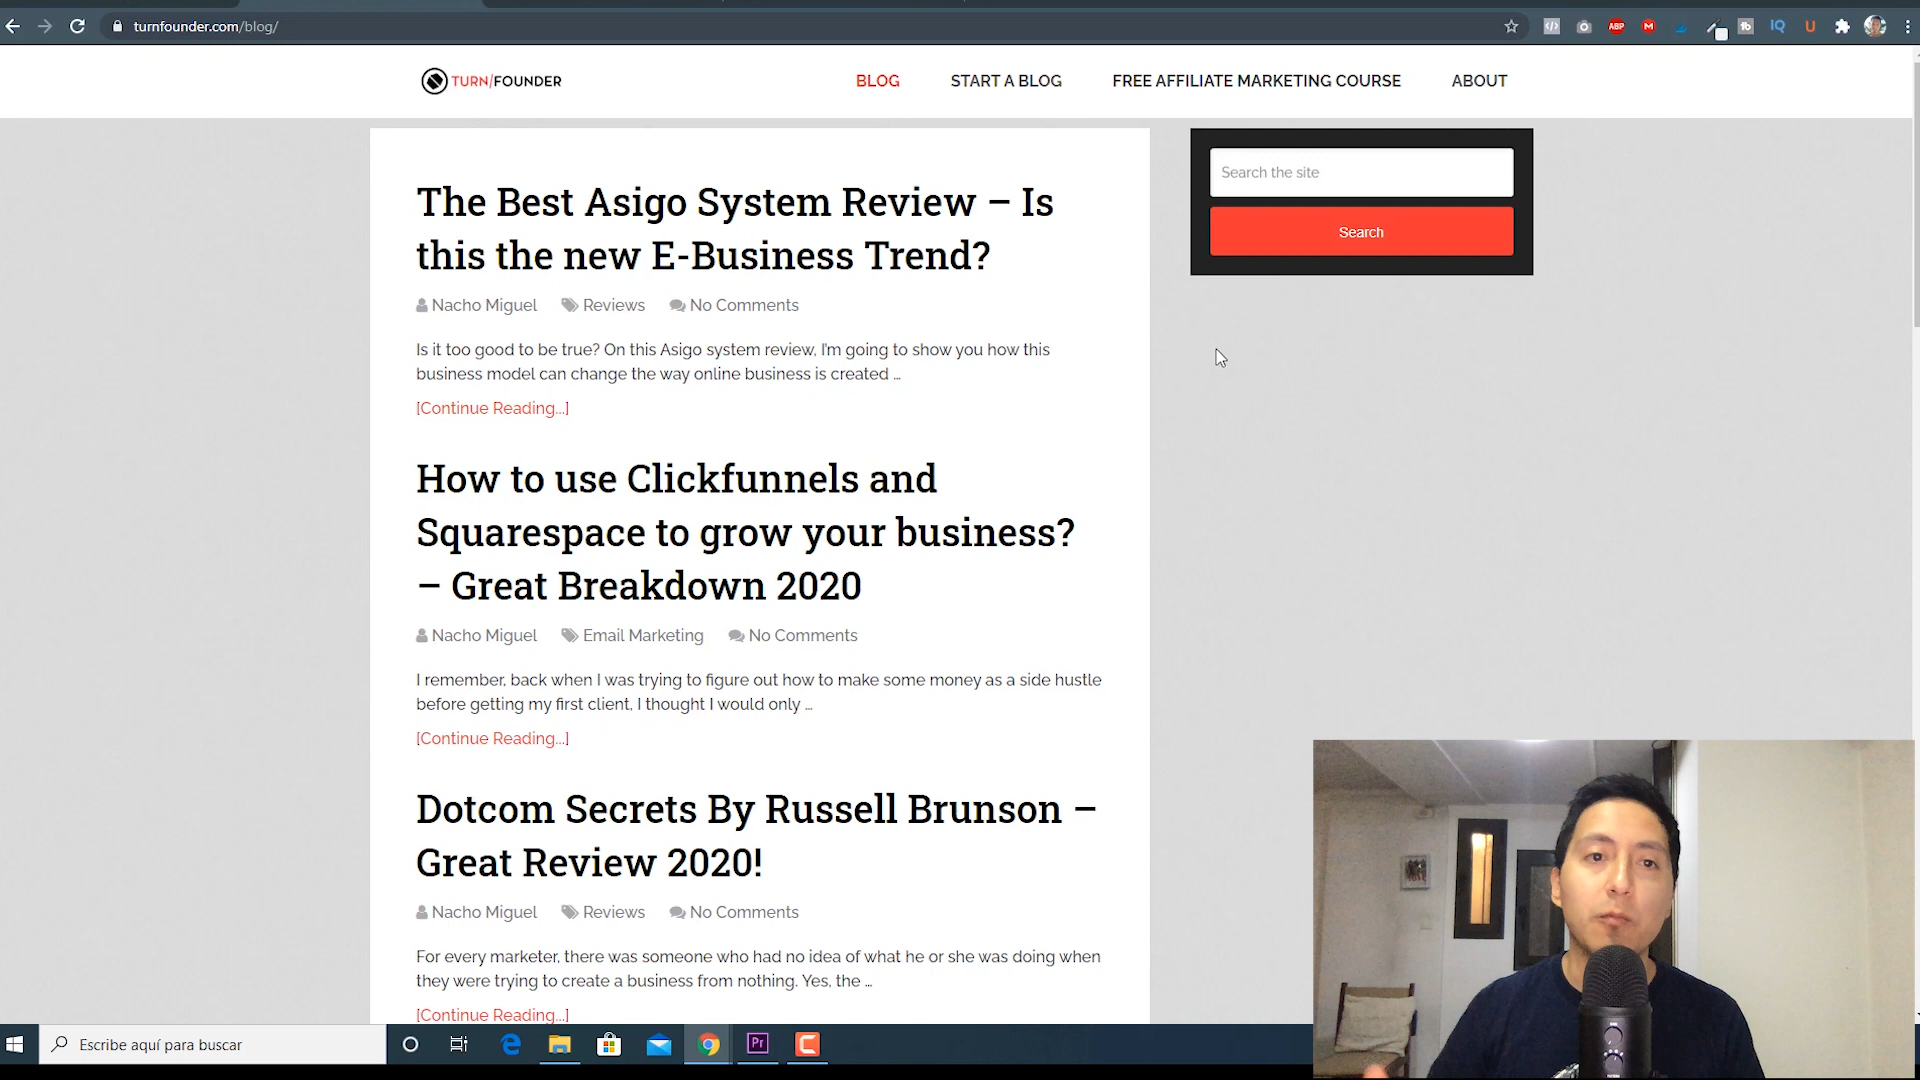 turnfounder.com/blog/
ABP
M
tb
IQ
U
TURN/FOUNDER
BLOG
START A BLOG
FREE AFFILIATE MARKETING COURSE
ABOUT
The Best Asigo System Review – Is
this the new E-Business Trend?
Nacho Miguel
Reviews
No Comments
Is it too good to be true? On this Asigo system review, I'm going to show you how this
business model can change the way online business is created …
[Continue Reading...]
How to use Clickfunnels and
Squarespace to grow your business?
– Great Breakdown 2020
Nacho Miguel
Email Marketing
No Comments
I remember, back when I was trying to figure out how to make some money as a side hustle
before getting my first client, I thought I would only …
[Continue Reading...]
Dotcom Secrets By Russell Brunson –
Great Review 2020!
Nacho Miguel
Reviews
No Comments
For every marketer, there was someone who had no idea of what he or she was doing when
they were trying to create a business from nothing. Yes, the …
[Continue Reading...]
Search the site
Search
Escribe aquí para buscar
Pr